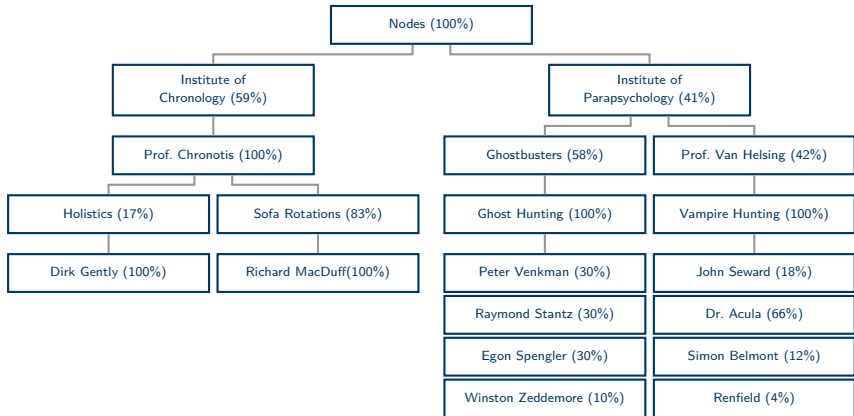 Nodes (100%)
Institute of
Chronology (59%)
Institute of
Parapsychology (41%)
Prof. Chronotis (100%)
Ghostbusters (58%)
Prof. Van Helsing (42%)
Holistics (17%)
Sofa Rotations (83%)
Ghost Hunting (100%)
Vampire Hunting (100%)
Dirk Gently (100%)
Richard MacDuff(100%)
Peter Venkman (30%)
John Seward (18%)
Raymond Stantz (30%)
Dr. Acula (66%)
Egon Spengler (30%)
Simon Belmont (12%)
Winston Zeddemore (10%)
Renfield (4%)